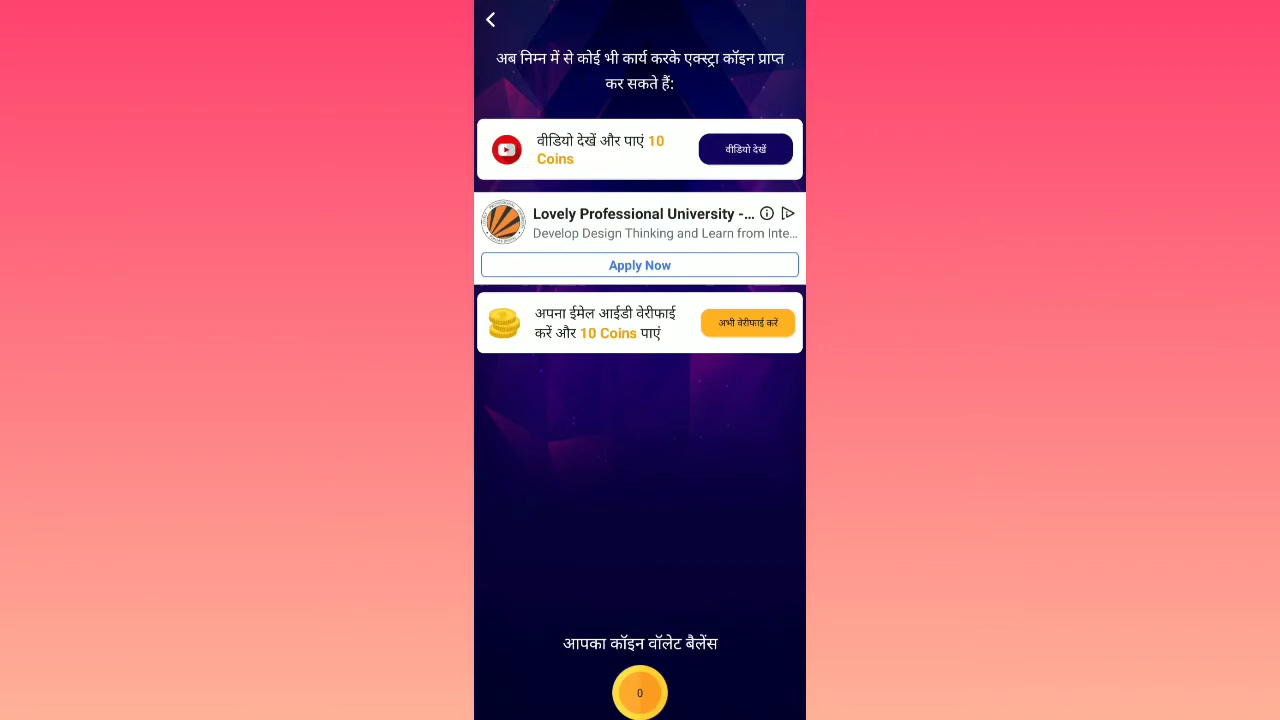 अब निम्न में से कोई भी कार्य करके एक्स्ट्रा कॉइन प्राप्त
कर सकते हैं:
वीडियो देखें और पाएं 10
Coins
वीडियो देखें
Lovely Professional University -...
Develop Design Thinking and Learn from Inte...
Apply Now
अपना ईमेल आईडी वेरीफाई
करें और 10 Coins पाएं
अभी वेरीफाई करें
आपका कॉइन वॉलेट बैलेंस
0